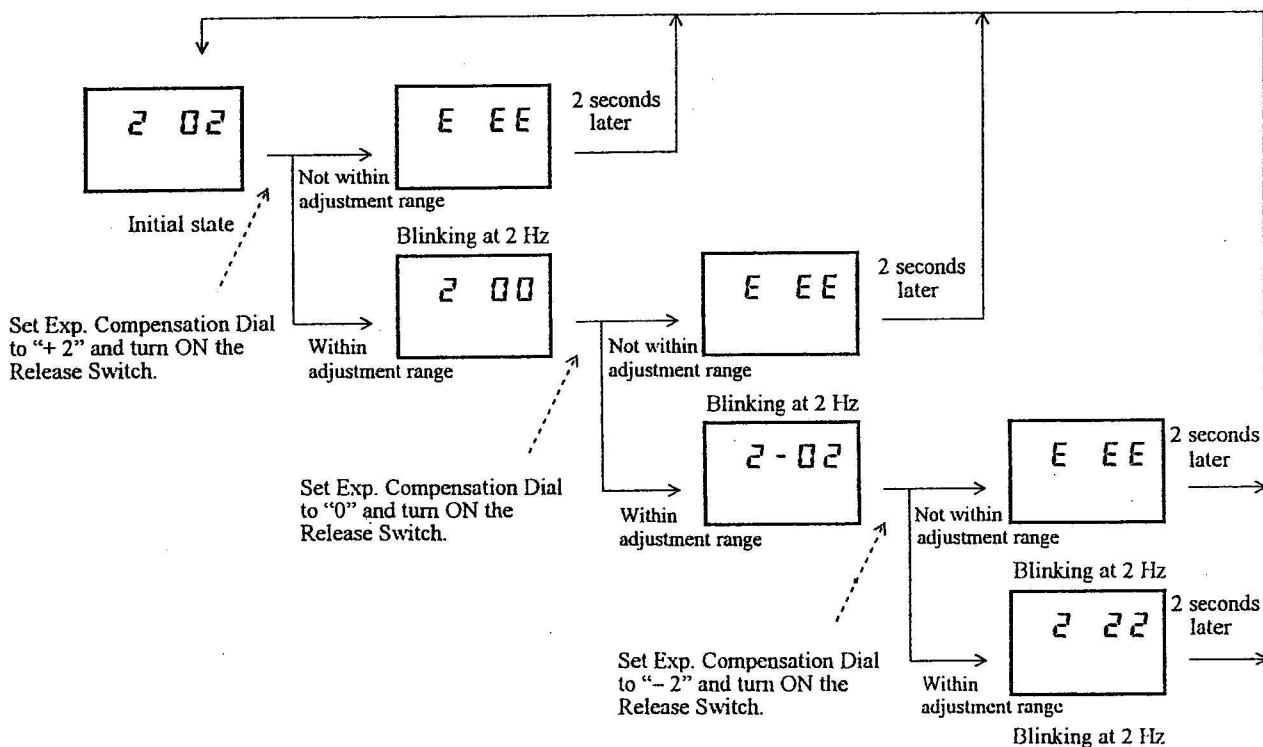 2 02
Initial state
E EE
2 seconds
later
Not within
adjustment range
Blinking at 2 Hz
2 00
Within
adjustment range
Set Exp. Compensation Dial
to “+ 2” and turn ON the
Release Switch.
E EE
2 seconds
later
Not within
adjustment range
Blinking at 2 Hz
2-02
Within
adjustment range
Set Exp. Compensation Dial
to “0” and turn ON the
Release Switch.
E EE
2 seconds
later
Not within
adjustment range
Blinking at 2 Hz
2 22
2 seconds
later
Within
adjustment range
Blinking at 2 Hz
Set Exp. Compensation Dial
to “– 2” and turn ON the
Release Switch.